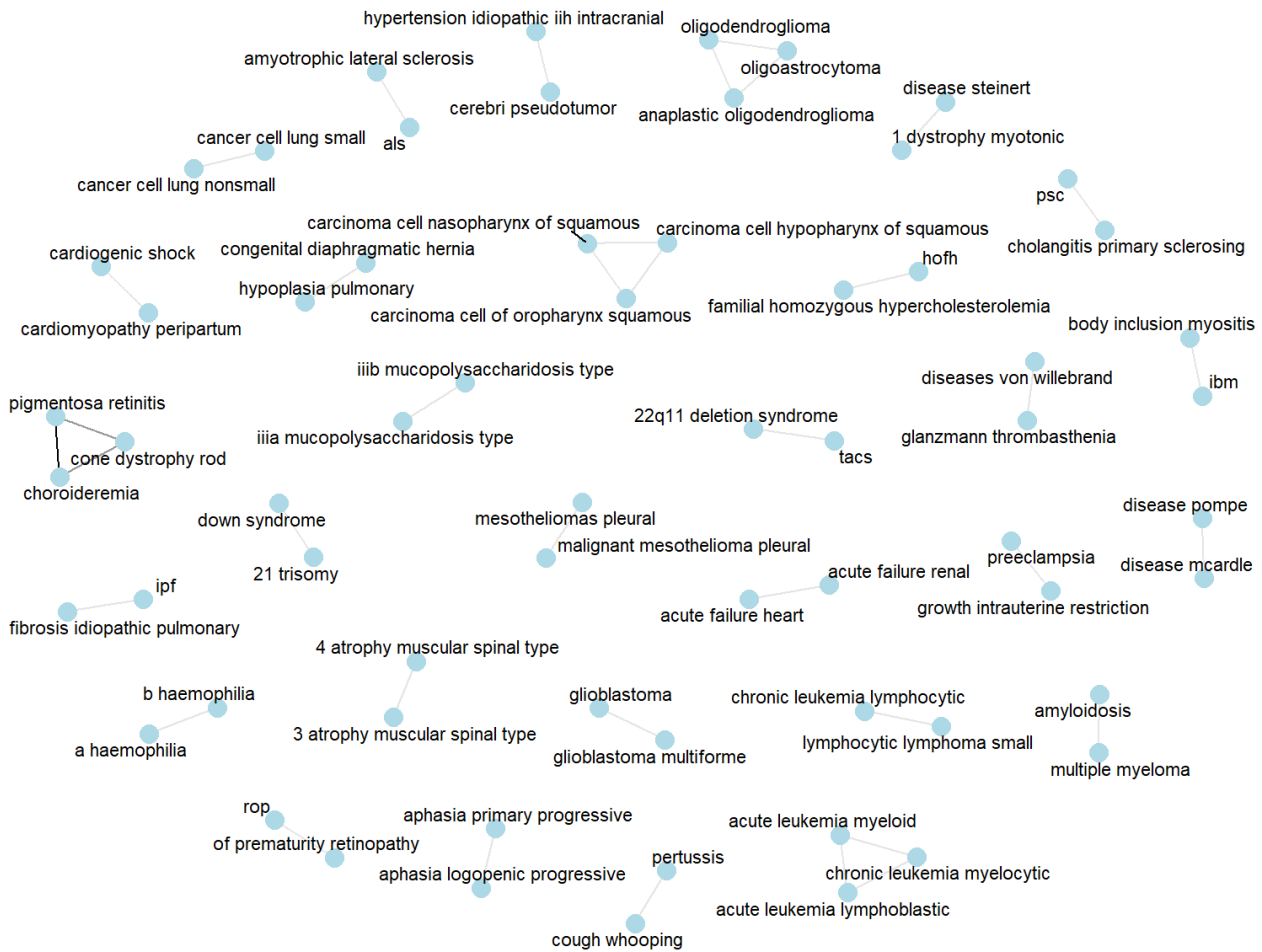 hypertension idiopathic iih intracranial
oligodendroglioma
amyotrophic lateral sclerosis
oligoastrocytoma
disease steinert
cerebri pseudotumor
anaplastic oligodendroglioma
cancer cell lung small
als
1 dystrophy myotonic
cancer cell lung nonsmall
psc
carcinoma cell nasopharynx of squamous
carcinoma cell hypopharynx of squamous
cardiogenic shock
congenital diaphragmatic hernia
cholangitis primary sclerosing
hofh
hypoplasia pulmonary
familial homozygous hypercholesterolemia
carcinoma cell of oropharynx squamous
cardiomyopathy peripartum
body inclusion myositis
iiib mucopolysaccharidosis type
diseases von willebrand
ibm
pigmentosa retinitis
22q11 deletion syndrome
iiia mucopolysaccharidosis type
glanzmann thrombasthenia
cone dystrophy rod
tacs
choroideremia
disease pompe
down syndrome
mesotheliomas pleural
malignant mesothelioma pleural
preeclampsia
disease mcardle
21 trisomy
acute failure renal
ipf
growth intrauterine restriction
acute failure heart
fibrosis idiopathic pulmonary
4 atrophy muscular spinal type
b haemophilia
glioblastoma
chronic leukemia lymphocytic
amyloidosis
3 atrophy muscular spinal type
lymphocytic lymphoma small
a haemophilia
glioblastoma multiforme
multiple myeloma
rop
aphasia primary progressive
acute leukemia myeloid
of prematurity retinopathy
pertussis
aphasia logopenic progressive
chronic leukemia myelocytic
acute leukemia lymphoblastic
cough whooping